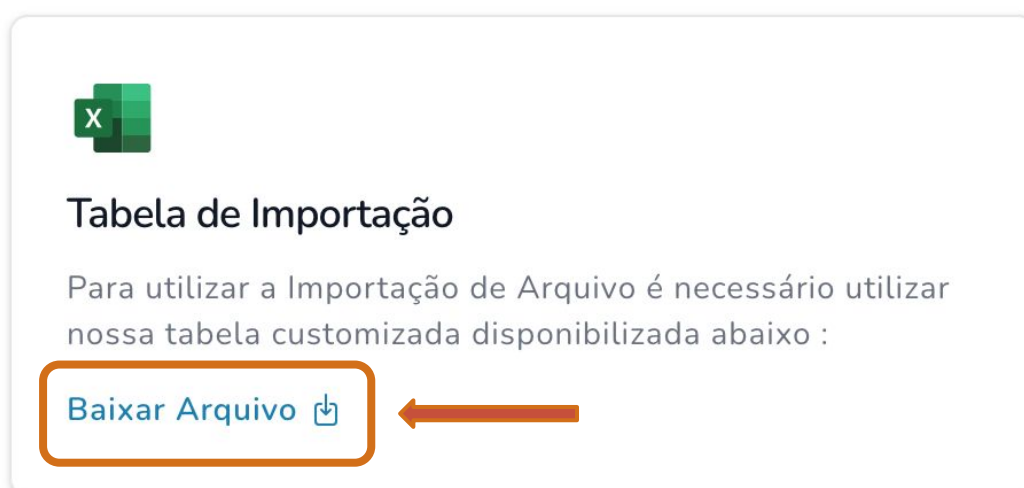 X
Tabela de Importação
Para utilizar a Importação de Arquivo é necessário utilizar
nossa tabela customizada disponibilizada abaixo :
Baixar Arquivo